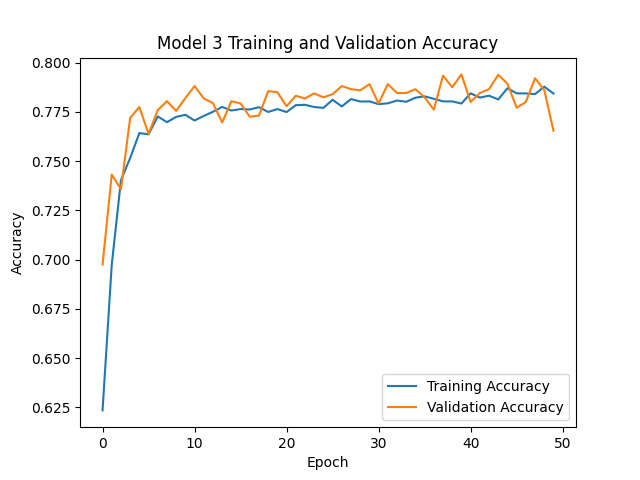 Model 3 Training and Validation Accuracy
0.800
0.775
0.750
0.725
0.700
0.675
0.650
0.625
Accuracy
Training Accuracy
Validation Accuracy
0 10 20 30 40 50
Epoch